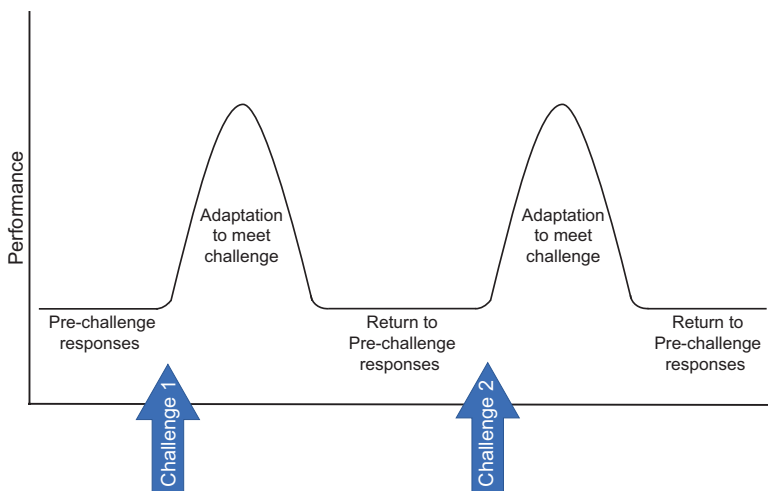 Performance
Adaptation
to meet
challenge
Adaptation
to meet
challenge
Pre-challenge
responses
Return to
Pre-challenge
responses
Return to
Pre-challenge
responses
Challenge 1
Challenge 2